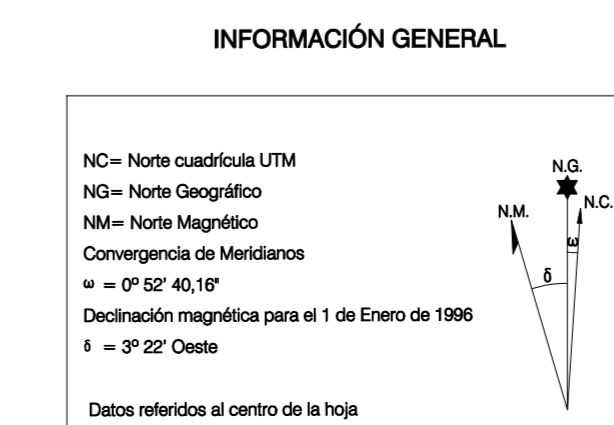 INFORMACIÓN GENERAL
NC= Norte cuadrícula UTM
NG= Norte Geográfico
NM= Norte Magnético
Convergencia de Meridianos
ω = 0º 52' 40,16"
Declinación magnética para el 1 de Enero de 1996
δ = 3º 22' Oeste
Datos referidos al centro de la hoja
N.G.
N.C.
N.M.
ω
δ